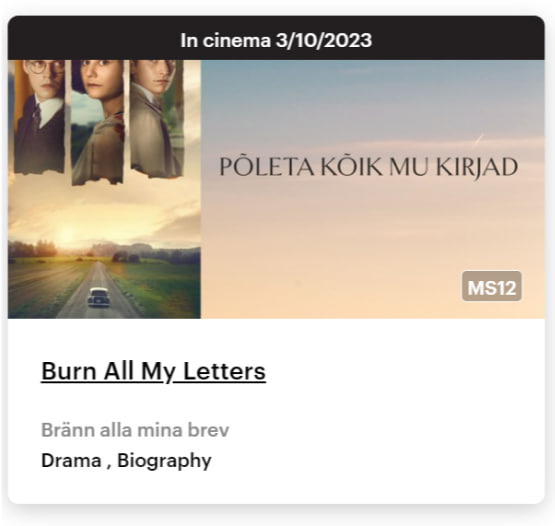 In cinema 3/10/2023
PÕLETA KÕIK MU KIRJAD
MS12
Burn All My Letters
Bränn alla mina brev
Drama , Biography